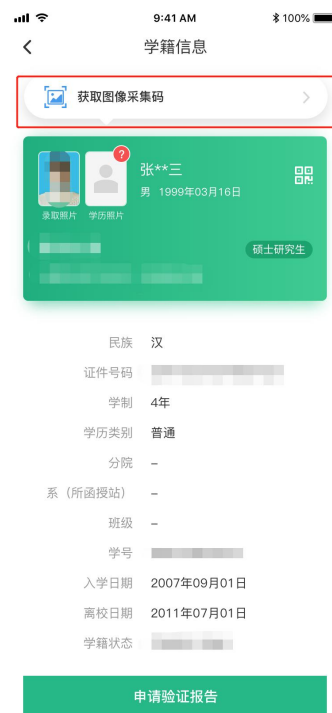 9:41 AM
100%
学籍信息
获取图像采集码
?
张**三
男 1999年03月16日
录取照片 学历照片
硕士研究生
民族 汉
证件号码
学制 4年
学历类别 普通
分院 –
系（所函授站） –
班级 –
学号
入学日期 2007年09月01日
离校日期 2011年07月01日
学籍状态
申请验证报告